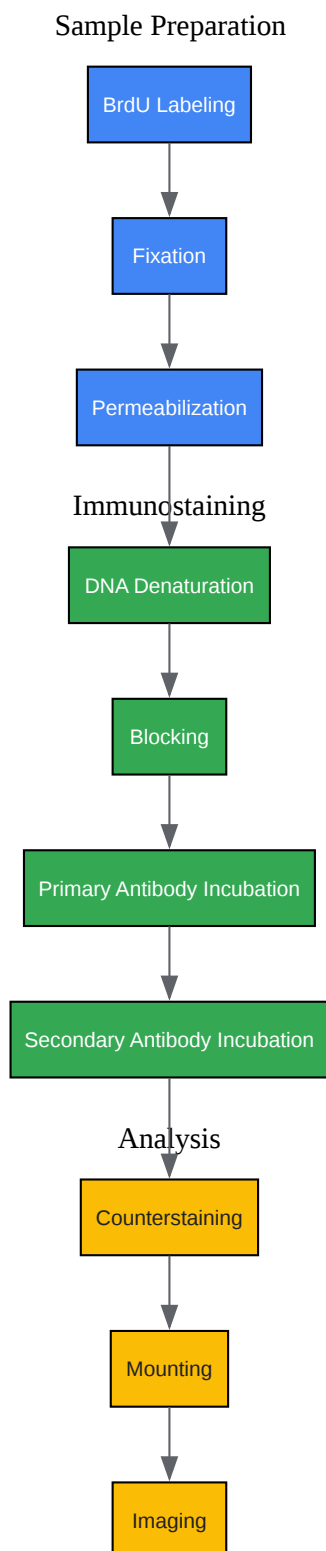 Sample Preparation
BrdU Labeling
Fixation
Permeabilization
Immunostaining
DNA Denaturation
Blocking
Primary Antibody Incubation
Secondary Antibody Incubation
Analysis
Counterstaining
Mounting
Imaging